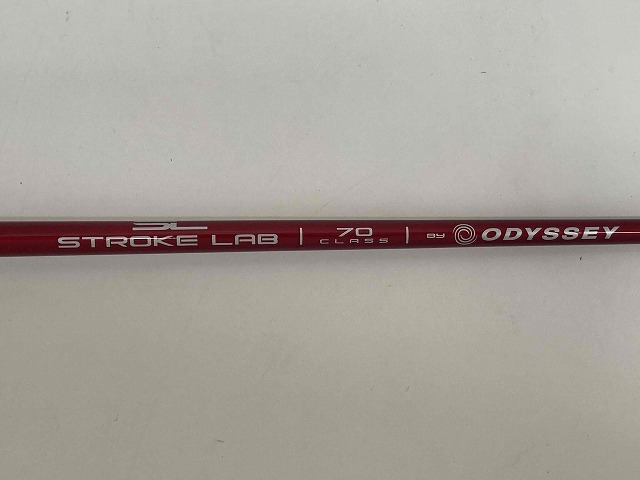 SL
STROKE LAB | 70 CLASS | BY ODYSSEY